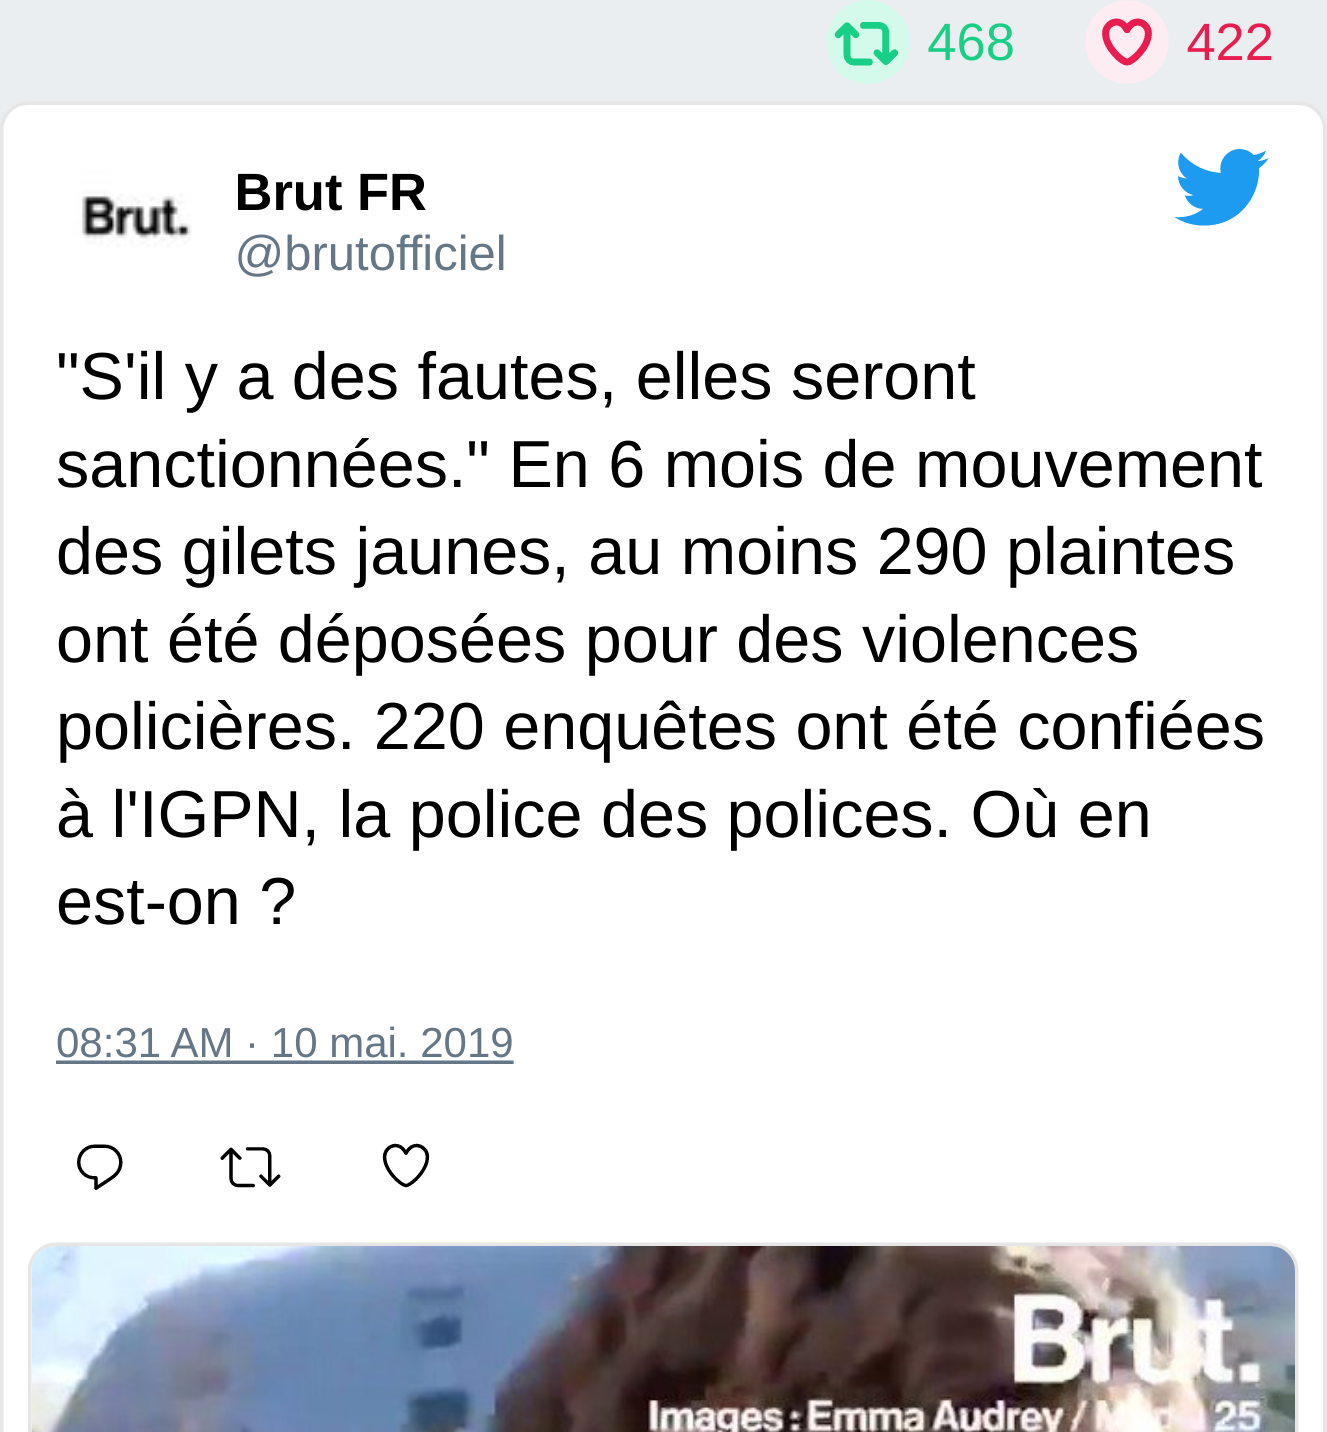 468 422
Brut.
Brut FR
@brutofficiel
"S'il y a des fautes, elles seront
sanctionnées." En 6 mois de mouvement
des gilets jaunes, au moins 290 plaintes
ont été déposées pour des violences
policières. 220 enquêtes ont été confiées
à l'IGPN, la police des polices. Où en
est-on ?
08:31 AM · 10 mai. 2019
Brut.
Images : Emma Audrey / 25